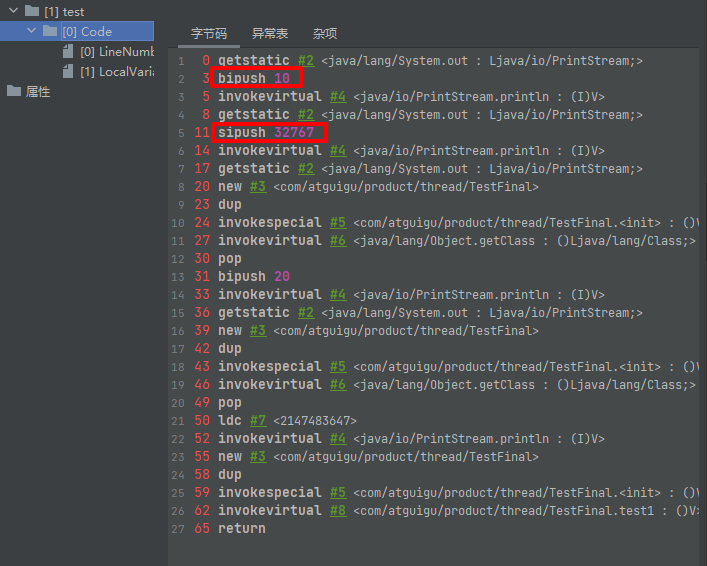 [1] test
[0] Code
[0] LineNumb
[1] LocalVaria
属性
字节码 异常表 杂项
1 0 getstatic #2 <java/lang/System.out : Ljava/io/PrintStream;>
2 3 bipush 10
3 5 invokevirtual #4 <java/io/PrintStream.println : (I)V>
4 8 getstatic #2 <java/lang/System.out : Ljava/io/PrintStream;>
5 11 sipush 32767
6 14 invokevirtual #4 <java/io/PrintStream.println : (I)V>
7 17 getstatic #2 <java/lang/System.out : Ljava/io/PrintStream;>
8 20 new #3 <com/atguigu/product/thread/TestFinal>
9 23 dup
10 24 invokespecial #5 <com/atguigu/product/thread/TestFinal.<init> : ()V
11 27 invokevirtual #6 <java/lang/Object.getClass : ()Ljava/lang/Class;>
12 30 pop
13 31 bipush 20
14 33 invokevirtual #4 <java/io/PrintStream.println : (I)V>
15 36 getstatic #2 <java/lang/System.out : Ljava/io/PrintStream;>
16 39 new #3 <com/atguigu/product/thread/TestFinal>
17 42 dup
18 43 invokespecial #5 <com/atguigu/product/thread/TestFinal.<init> : ()V
19 46 invokevirtual #6 <java/lang/Object.getClass : ()Ljava/lang/Class;>
20 49 pop
21 50 ldc #7 <2147483647>
22 52 invokevirtual #4 <java/io/PrintStream.println : (I)V>
23 55 new #3 <com/atguigu/product/thread/TestFinal>
24 58 dup
25 59 invokespecial #5 <com/atguigu/product/thread/TestFinal.<init> : ()V
26 62 invokevirtual #8 <com/atguigu/product/thread/TestFinal.test1 : ()V>
27 65 return